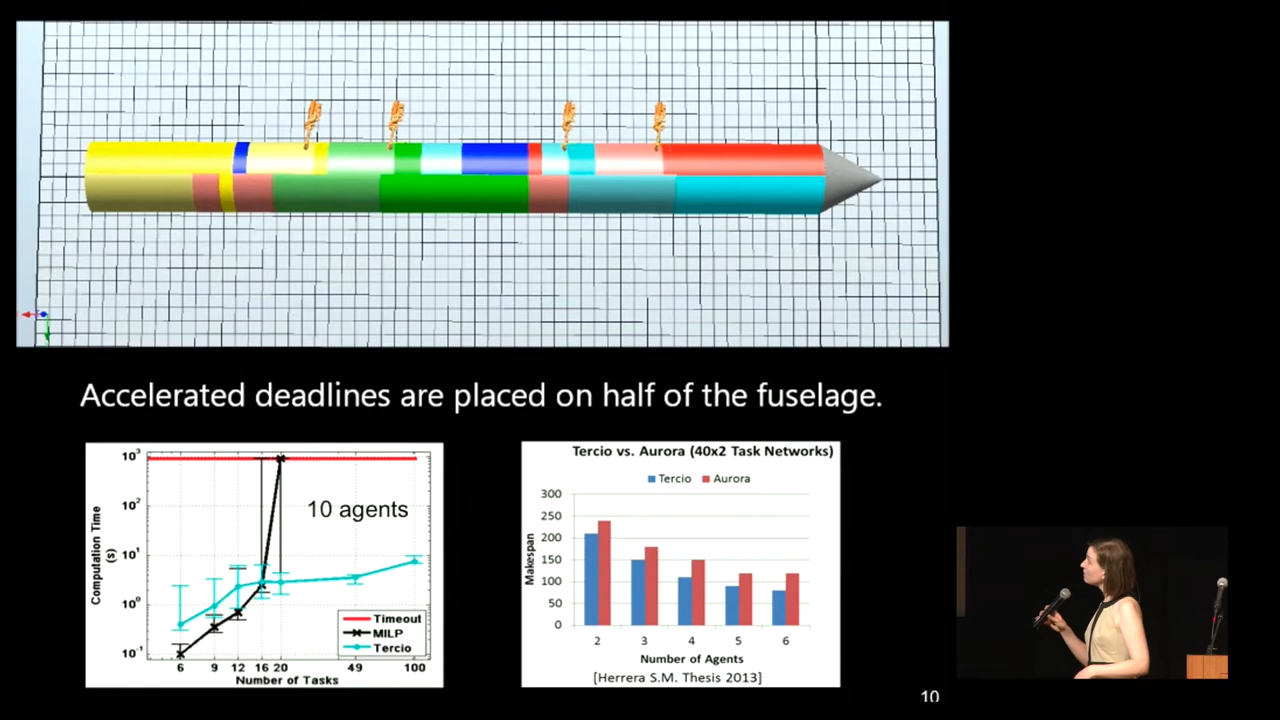 Accelerated deadlines are placed on half of the fuselage.
10³
10²
10¹
10⁰
10⁻¹
Computation Time
(s)
10 agents
Timeout
MILP
Tercio
6 9 12 16 20 49 100
Number of Tasks
Tercio vs. Aurora (40x2 Task Networks)
Tercio Aurora
300
250
200
150
100
50
0
Makespan
2 3 4 5 6
Number of Agents
[Herrera S.M. Thesis 2013]
10